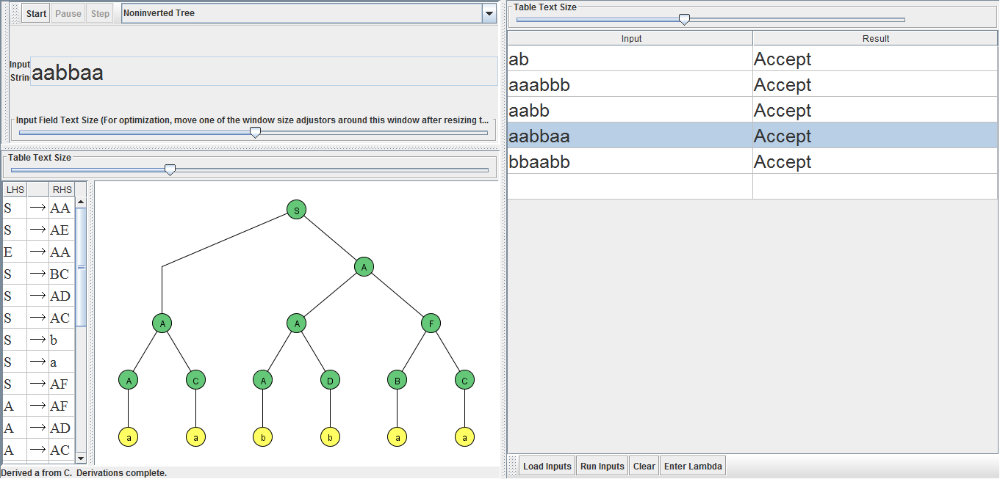 Start Pause Step Noninverted Tree
Input
String aabbaa
Input Field Text Size (For optimization, move one of the window size adjustors around this window after resizing t...
Table Text Size
LHS RHS
S → AA
S → AE
E → AA
S → BC
S → AD
S → AC
S → b
S → a
S → AF
A → AF
A → AD
A → AC
S
A
A A F
A C A D B C
a a b b a a
Derived a from C. Derivations complete.
Table Text Size
Input Result
ab Accept
aaabbb Accept
aabb Accept
aabbaa Accept
bbaabb Accept
Load Inputs Run Inputs Clear Enter Lambda